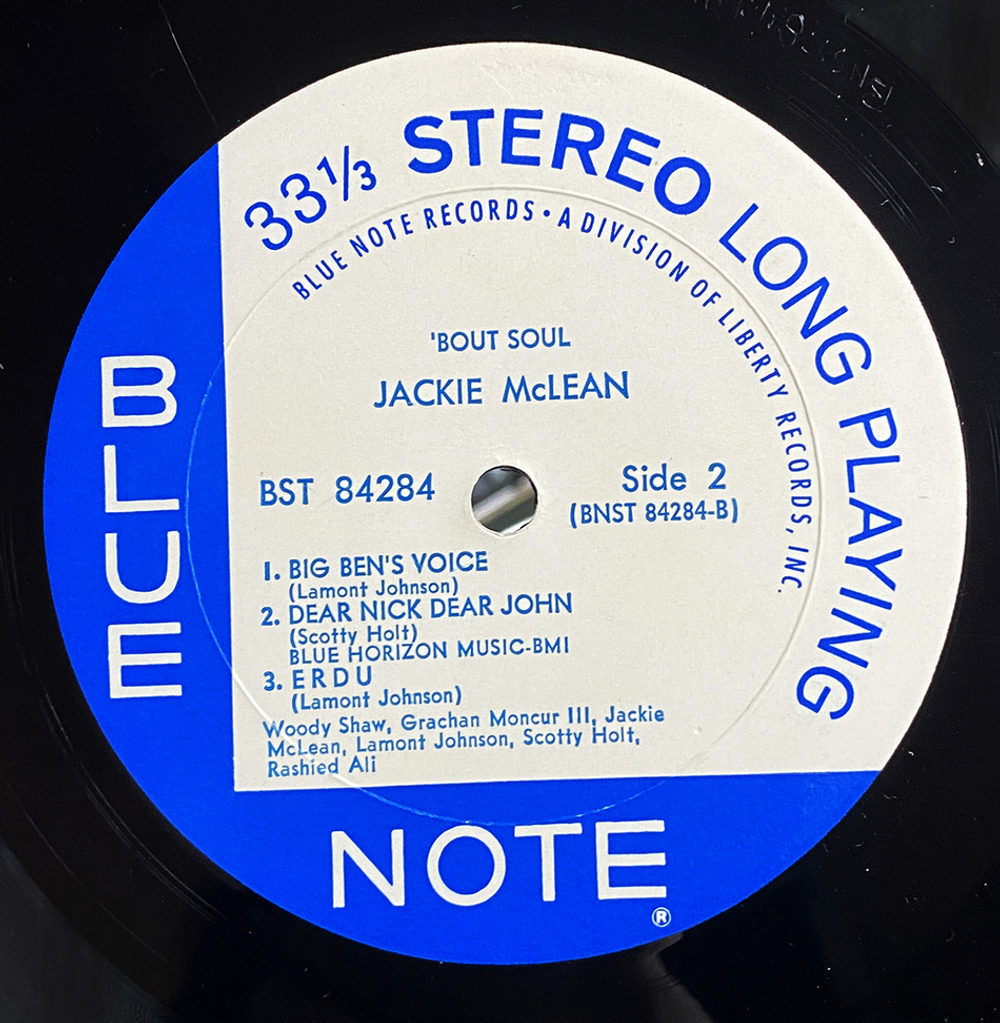 33⅓ STEREO LONG PLAYING
BLUE NOTE RECORDS • A DIVISION OF LIBERTY RECORDS, INC.
'BOUT SOUL
JACKIE McLEAN
BST 84284
Side 2
(BNST 84284-B)
1. BIG BEN'S VOICE
(Lamont Johnson)
2. DEAR NICK DEAR JOHN
(Scotty Holt)
BLUE HORIZON MUSIC-BMI
3. ERDU
(Lamont Johnson)
Woody Shaw, Grachan Moncur III, Jackie
McLean, Lamont Johnson, Scotty Holt,
Rashied Ali
BLUE
NOTE
®